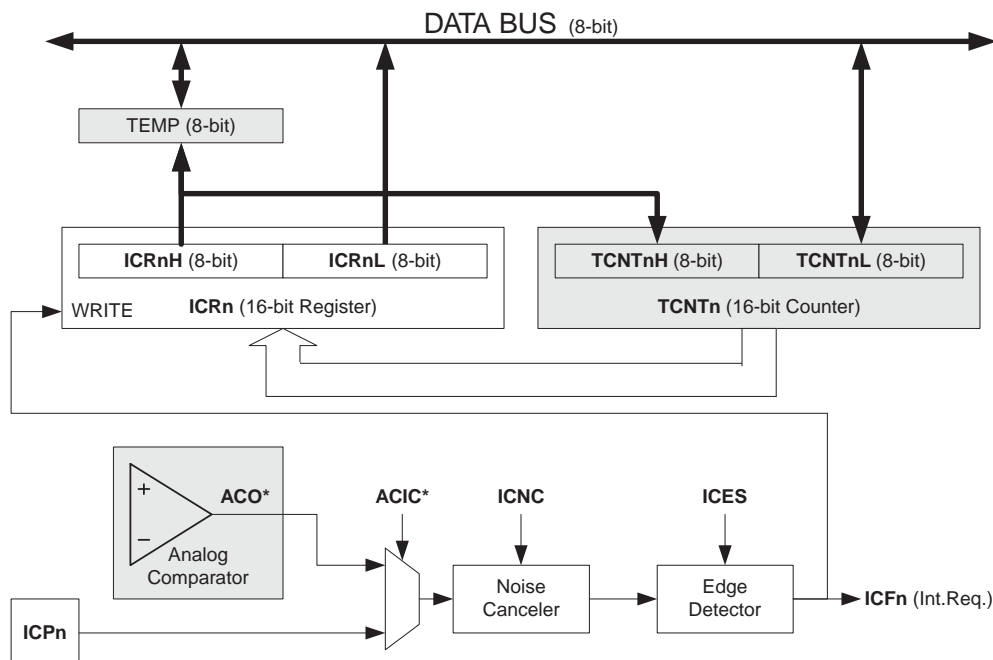 DATA BUS (8-bit)
TEMP (8-bit)
ICRnH (8-bit) ICRnL (8-bit)
TCNTnH (8-bit) TCNTnL (8-bit)
WRITE
ICRn (16-bit Register)
TCNTn (16-bit Counter)
+
−
ACO*
Analog
Comparator
ACIC*
ICNC
ICES
Noise
Canceler
Edge
Detector
ICFn (Int.Req.)
ICPn